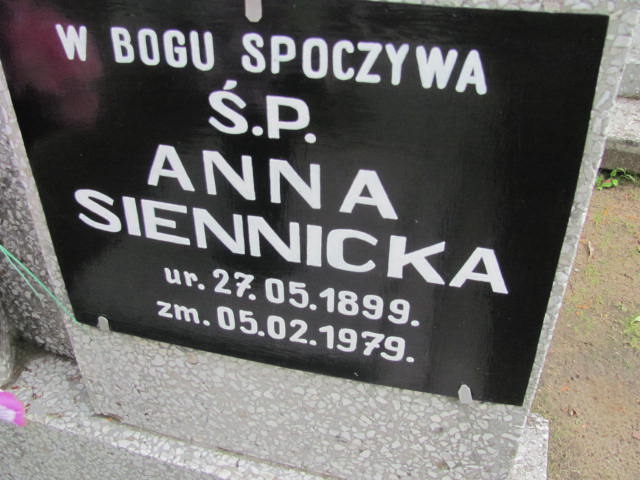 W BOGU SPOCZYWA
Ś.P.
ANNA
SIENNICKA
ur. 27.05.1899.
zm. 05.02.1979.